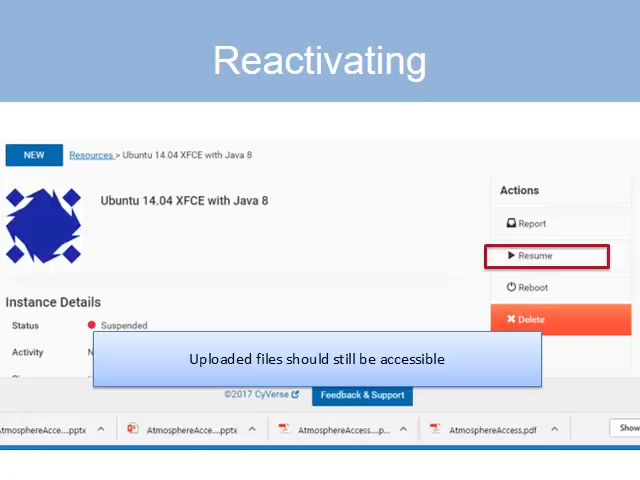 Reactivating
NEW Resources > Ubuntu 14.04 XFCE with Java 8
Ubuntu 14.04 XFCE with Java 8
Actions
Report
Resume
Reboot
Delete
Instance Details
Status Suspended
Activity
Uploaded files should still be accessible
©2017 CyVerse Feedback & Support
AtmosphereAcce....pptx AtmosphereAccess....p... AtmosphereAccess.pdf Show